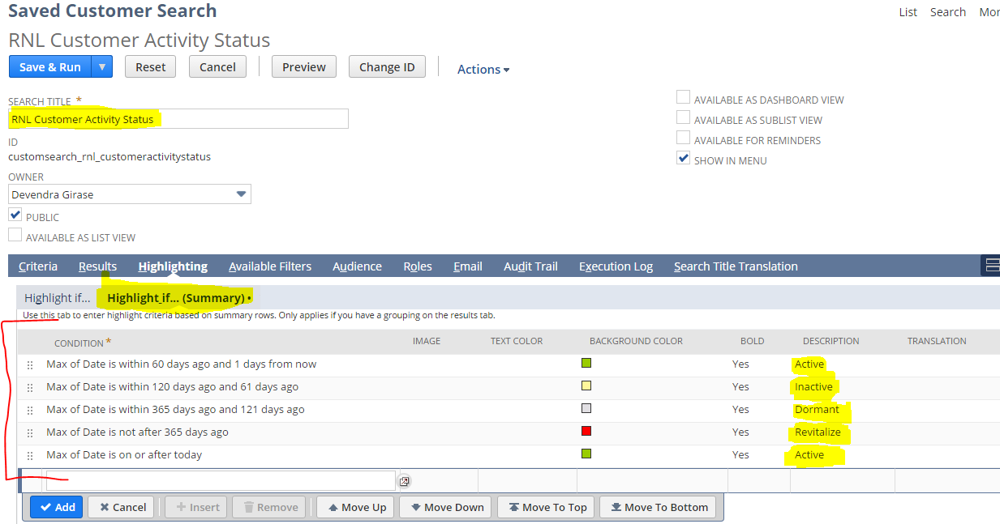 Saved Customer Search
List Search Mor
RNL Customer Activity Status
Save & Run Reset Cancel Preview Change ID Actions
SEARCH TITLE *
RNL Customer Activity Status
ID
customsearch_rnl_customeractivitystatus
OWNER
Devendra Girase
PUBLIC
AVAILABLE AS LIST VIEW
AVAILABLE AS DASHBOARD VIEW
AVAILABLE AS SUBLIST VIEW
AVAILABLE FOR REMINDERS
SHOW IN MENU
Criteria Results Highlighting Available Filters Audience Roles Email Audit Trail Execution Log Search Title Translation
Highlight if... Highlight if... (Summary) •
Use this tab to enter highlight criteria based on summary rows. Only applies if you have a grouping on the results tab.
CONDITION * IMAGE TEXT COLOR BACKGROUND COLOR BOLD DESCRIPTION TRANSLATION
Max of Date is within 60 days ago and 1 days from now Yes Active
Max of Date is within 120 days ago and 61 days ago Yes Inactive
Max of Date is within 365 days ago and 121 days ago Yes Dormant
Max of Date is not after 365 days ago Yes Revitalize
Max of Date is on or after today Yes Active
Add Cancel Insert Remove Move Up Move Down Move To Top Move To Bottom